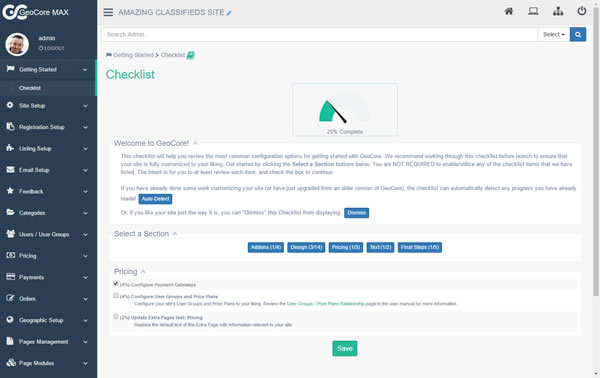 GeoCore MAX
AMAZING CLASSIFIEDS SITE
admin
LOGOUT
Search Admin...
Select
Getting Started
Checklist
Site Setup
Registration Setup
Listing Setup
Email Setup
Feedback
Categories
Users / User Groups
Pricing
Payments
Orders
Geographic Setup
Pages Management
Page Modules
Getting Started > Checklist
Checklist
25% Complete
Welcome to GeoCore!
This checklist will help you review the most common configuration options for getting started with GeoCore. We recommend working through this checklist before launch to ensure that
your site is fully customized to your liking. Get started by clicking the Select a Section buttons below. You are NOT REQUIRED to enable/utilize any of the checklist items that we have
listed. The intent is for you to at least review each item, and check the box to continue.
If you have already done some work customizing your site (or have just upgraded from an older version of GeoCore), the checklist can automatically detect any progress you have already
made! Auto-Detect
Or, if you like your site just the way it is, you can "Dismiss" this Checklist from displaying. Dismiss
Select a Section
Addons (1/4) Design (3/14) Pricing (1/3) Text (1/2) Final Steps (1/5)
Pricing
(4%) Configure Payment Gateways
(4%) Configure User Groups and Price Plans
Configure your site's User Groups and Price Plans to your liking. Review the User Groups / Price Plans Relationship page in the user manual for more information
(2%) Update Extra Pages text: Pricing
Replace the default text of this Extra Page with information relevant to your site.
Save